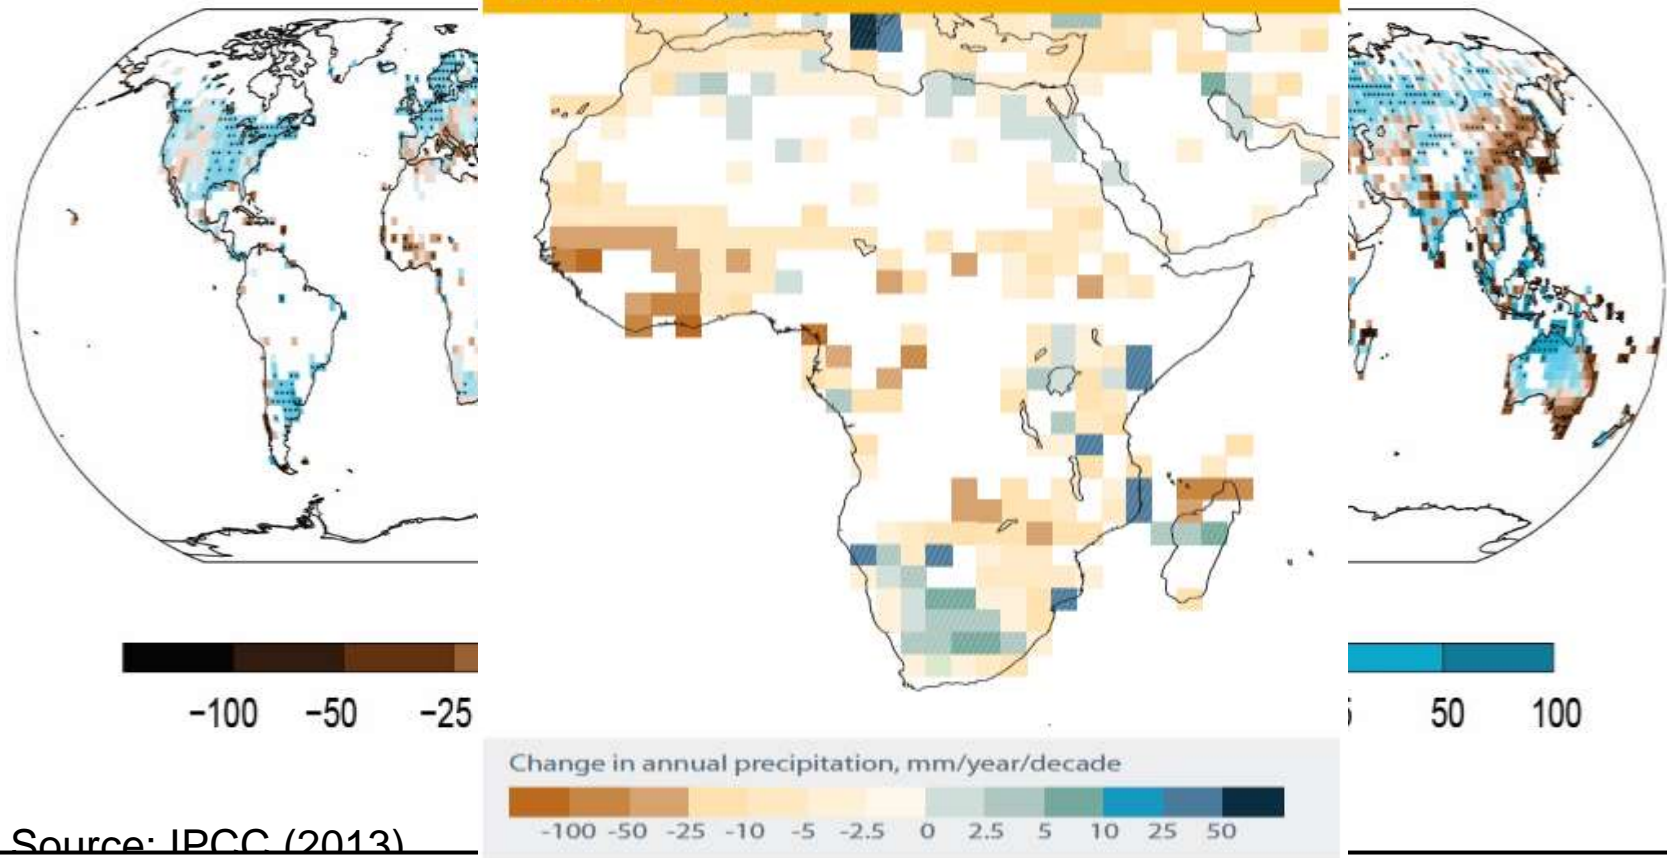 −100 −50 −25
50 100
Change in annual precipitation, mm/year/decade
-100 -50 -25 -10 -5 -2.5 0 2.5 5 10 25 50
Source: IPCC (2013)